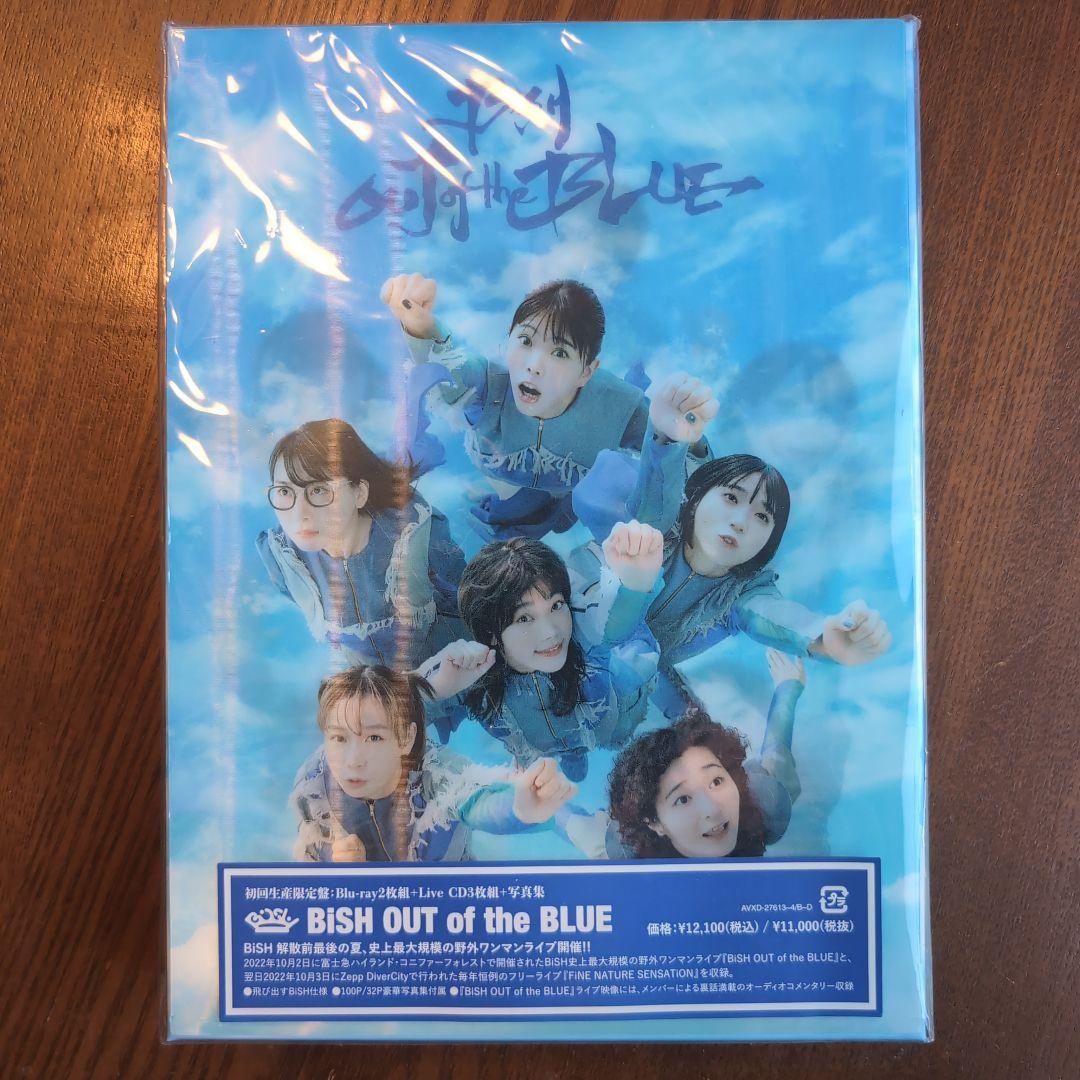 OUT of the BLUE
初回生産限定盤:Blu-ray2枚組+Live CD3枚組+写真集
BiSH OUT of the BLUE
AVXD-27613~4/B~D
プラ
価格:¥12,100(税込) / ¥11,000(税抜)
BiSH 解散前最後の夏、史上最大規模の野外ワンマンライブ開催!!
2022年10月2日に富士急ハイランド・コニファーフォレストで開催されたBiSH史上最大規模の野外ワンマンライブ『BiSH OUT of the BLUE』と、
翌日2022年10月3日にZepp DiverCityで行われた毎年恒例のフリーライブ『FiNE NATURE SENSATiON』を収録。
●飛び出すBiSH仕様 ●100P/32P豪華写真集付属 ●『BiSH OUT of the BLUE』ライブ映像には、メンバーによる裏話満載のオーディオコメンタリー収録